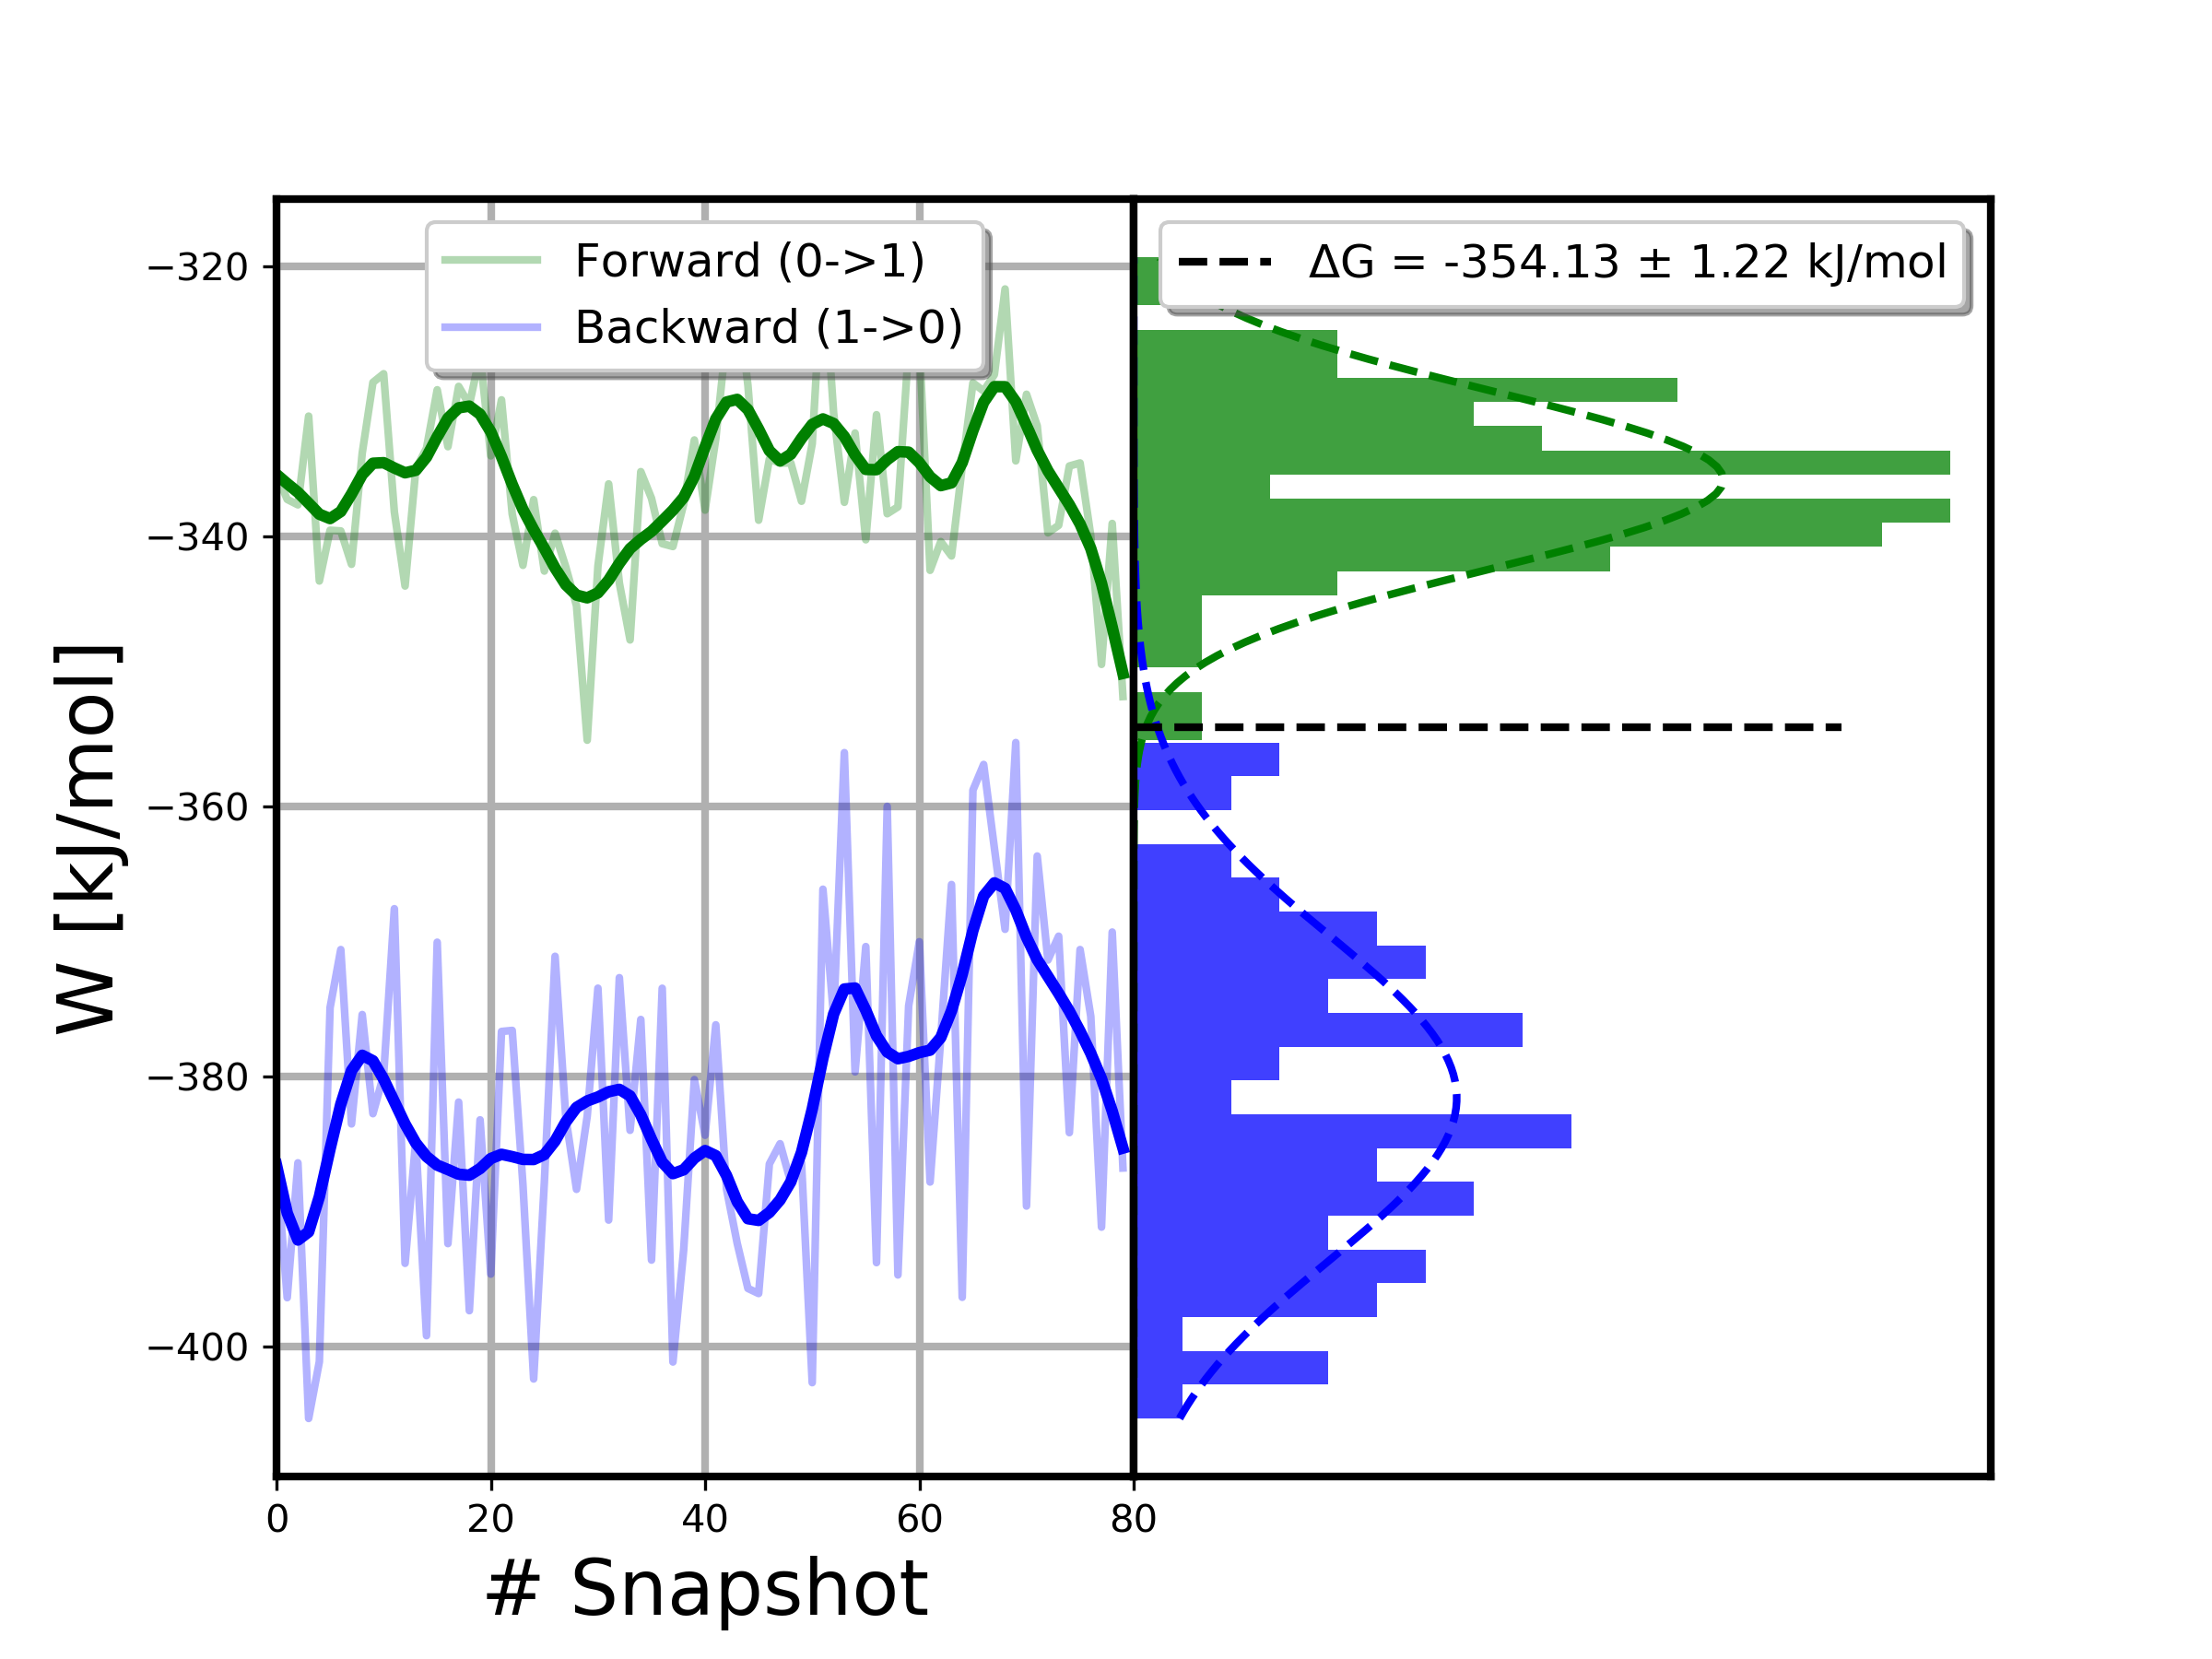 Forward (0->1)
Backward (1->0)
ΔG = -354.13 ± 1.22 kJ/mol
W [kJ/mol]
−320
−340
−360
−380
−400
0 20 40 60 80
# Snapshot